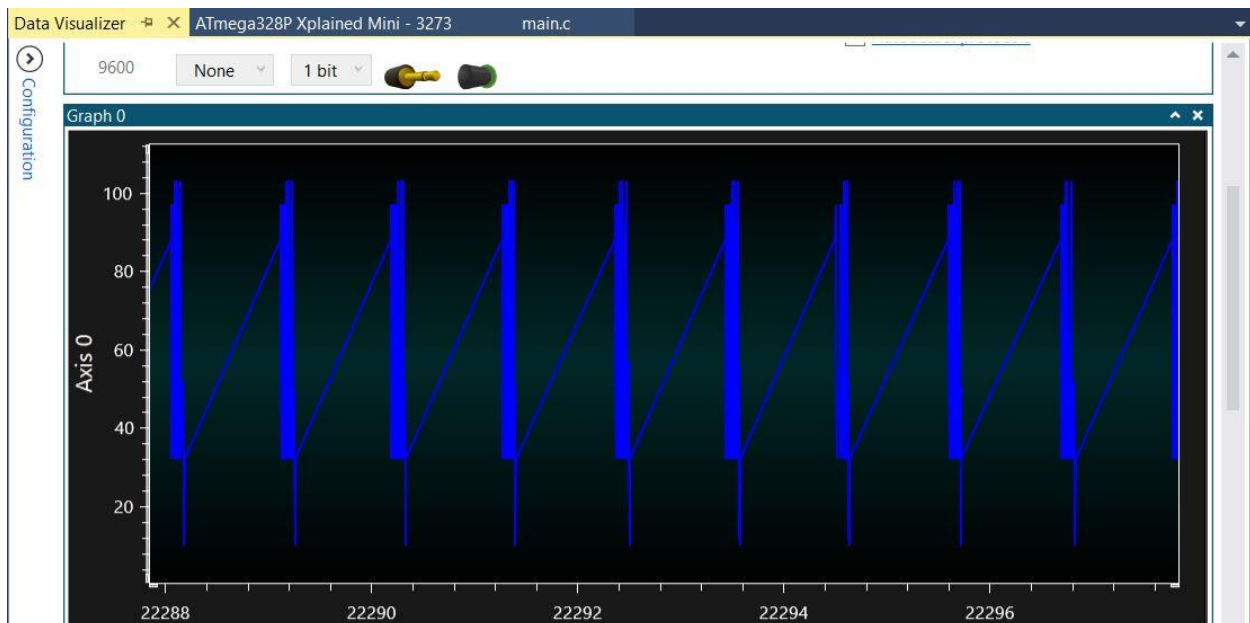 Data Visualizer ATmega328P Xplained Mini - 3273 main.c
Configuration
9600 None 1 bit
Graph 0
Axis 0
100
80
60
40
20
22288 22290 22292 22294 22296